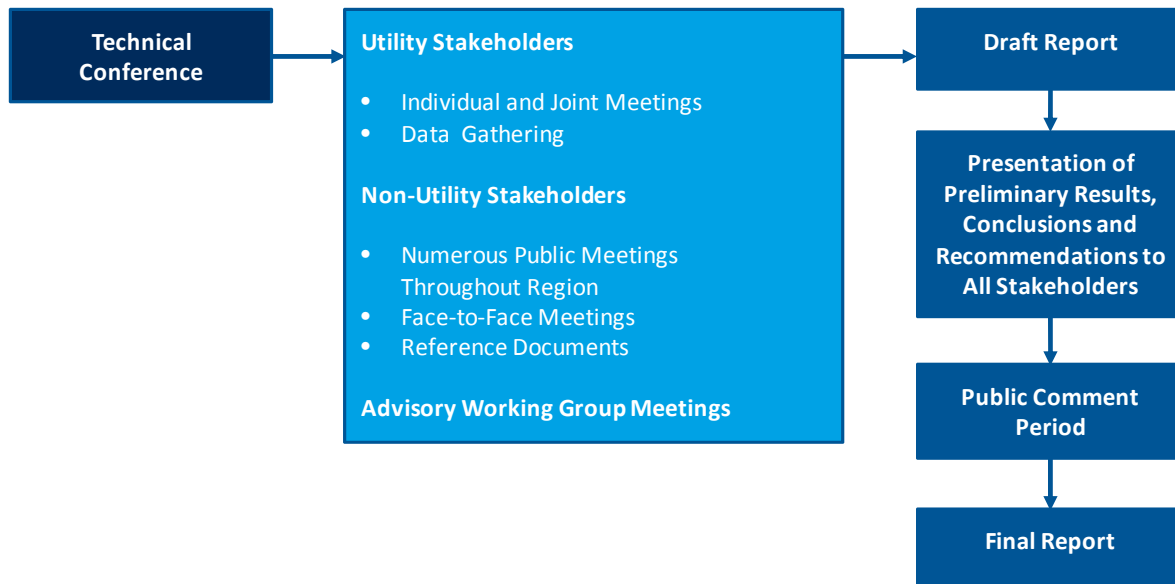 Technical
Conference
Utility Stakeholders
• Individual and Joint Meetings
• Data Gathering
Non-Utility Stakeholders
• Numerous Public Meetings
Throughout Region
• Face-to-Face Meetings
• Reference Documents
Advisory Working Group Meetings
Draft Report
Presentation of
Preliminary Results,
Conclusions and
Recommendations to
All Stakeholders
Public Comment
Period
Final Report